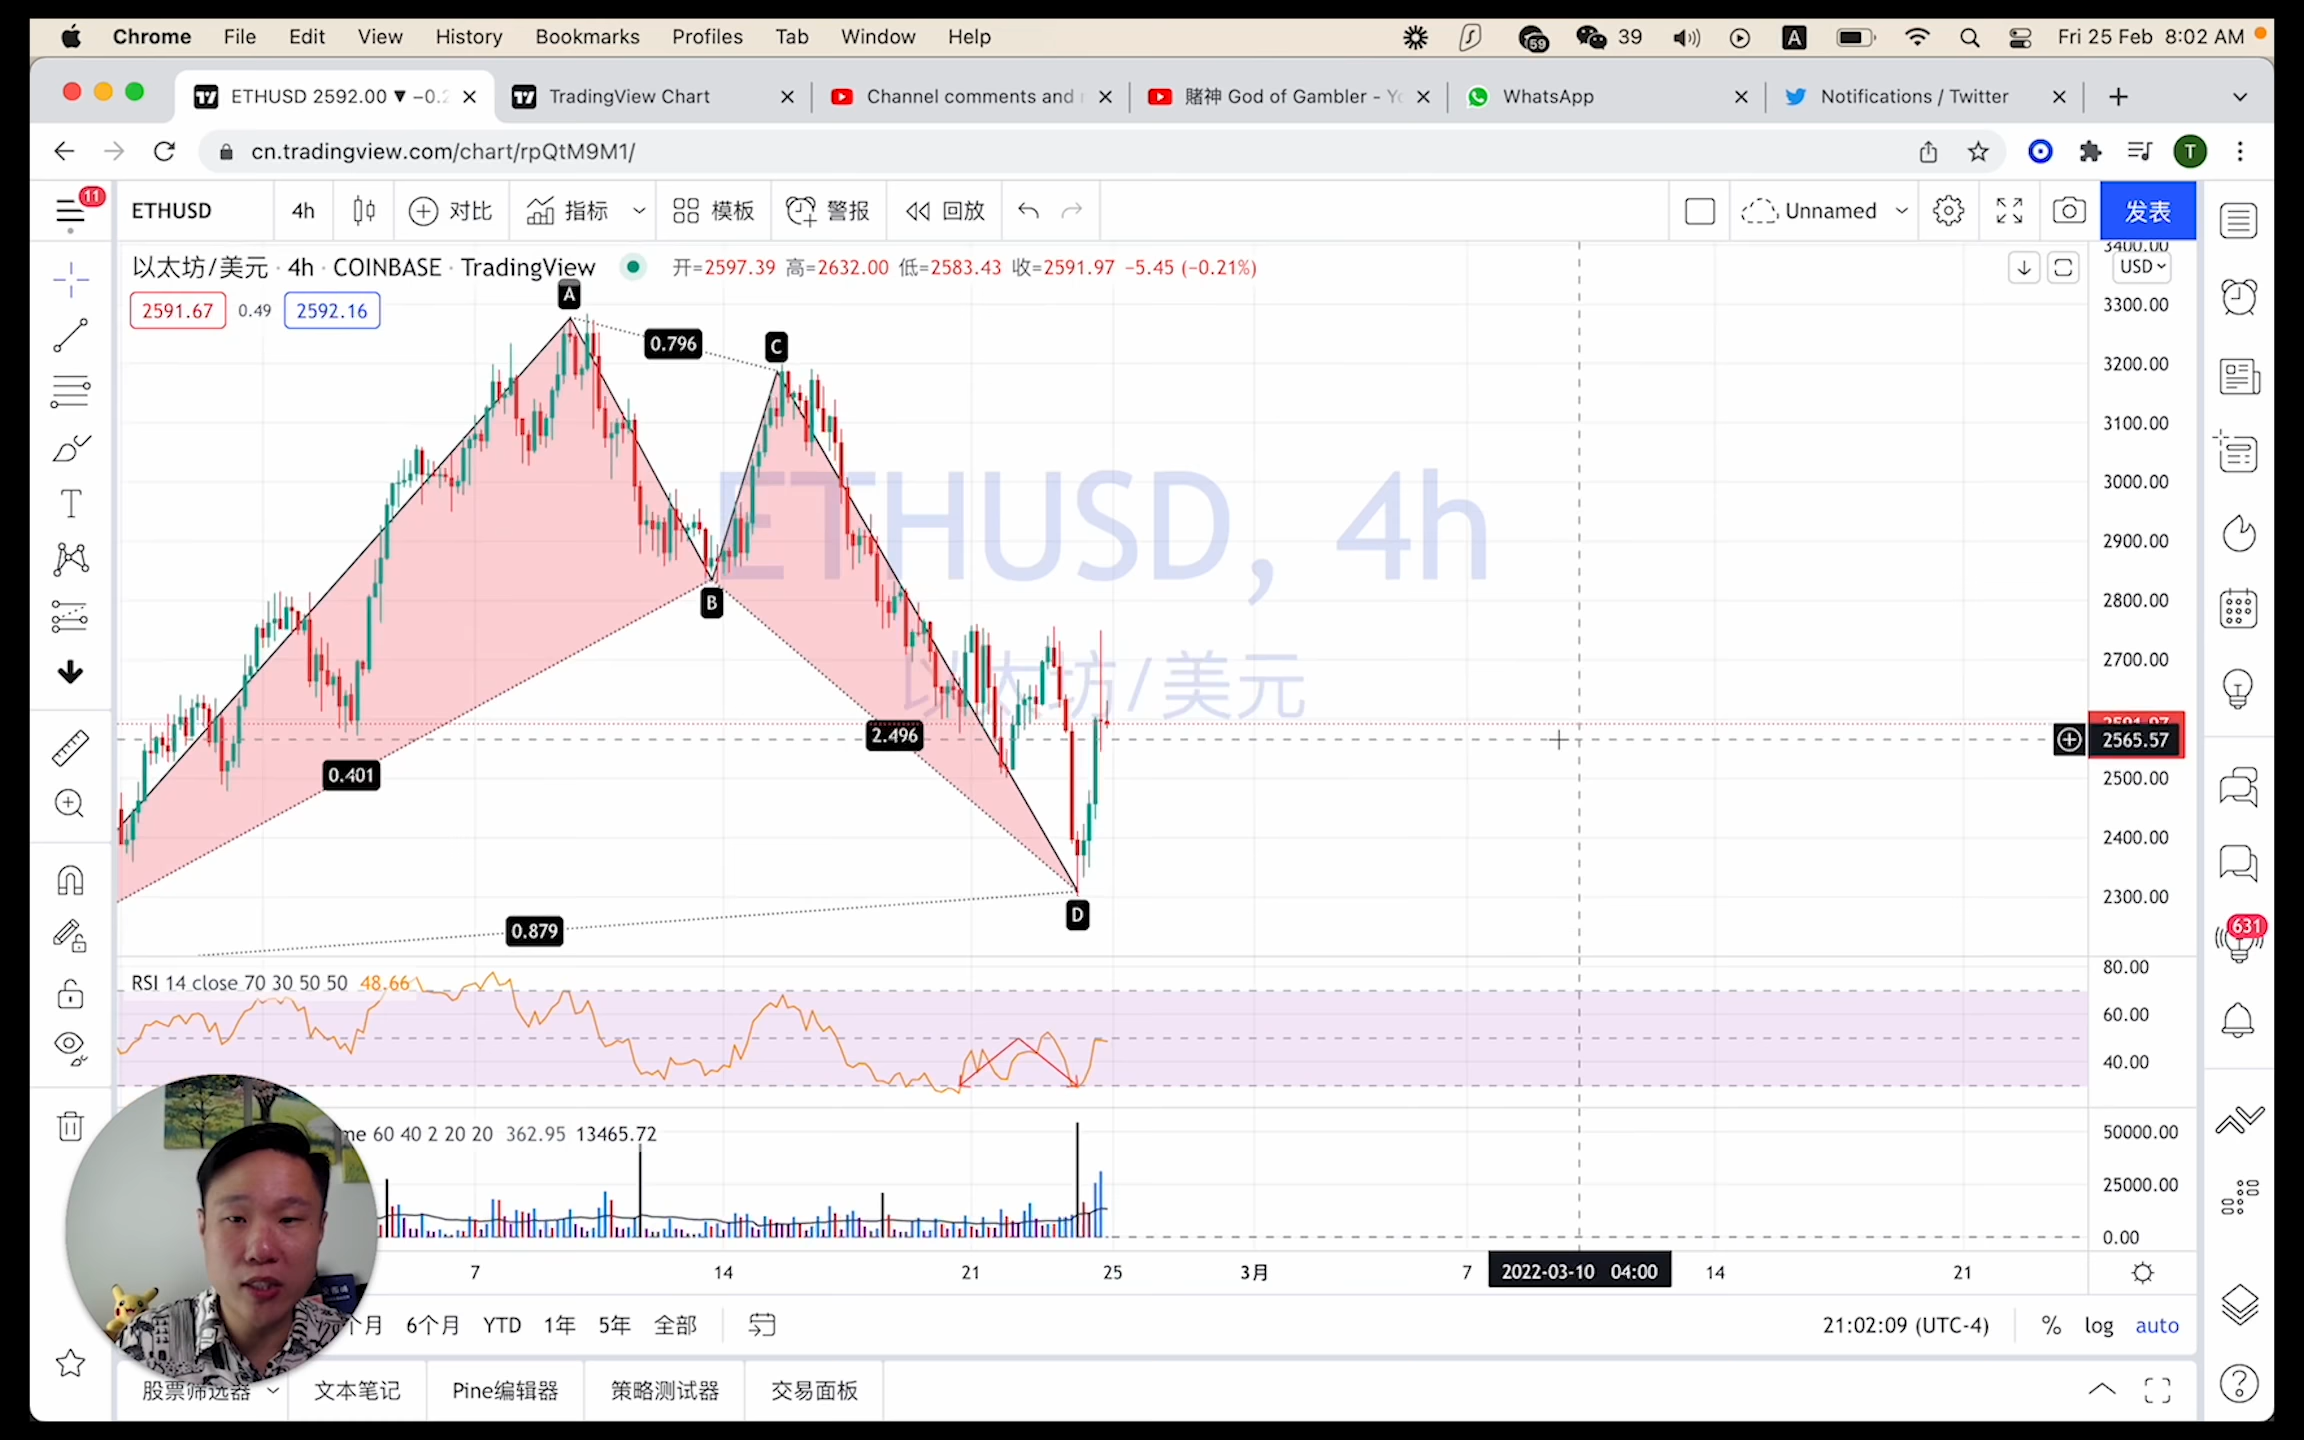 Chrome File Edit View History Bookmarks Profiles Tab Window Help 59 39 A Fri 25 Feb 8:02 AM
ETHUSD 2592.00 ▼ −0.2 TradingView Chart Channel comments and 賭神 God of Gambler - Yo WhatsApp Notifications / Twitter
cn.tradingview.com/chart/rpQtM9M1/ T
11 ETHUSD 4h 对比 指标 模板 警报 回放 Unnamed 发表
以太坊/美元 · 4h · COINBASE · TradingView 开=2597.39 高=2632.00 低=2583.43 收=2591.97 −5.45 (−0.21%)
2591.67 0.49 2592.16
USD
3400.00
3300.00
3200.00
3100.00
3000.00
2900.00
2800.00
2700.00
2591.97
2565.57
2500.00
2400.00
2300.00
A
0.796
C
B
2.496
0.401
0.879
D
ETHUSD, 4h
以太坊/美元
631
RSI 14 close 70 30 50 50 48.66
80.00
60.00
40.00
me 60 40 2 20 20 362.95 13465.72
50000.00
25000.00
0.00
7 14 21 25 3月 7 2022-03-10 04:00 14 21
个月 6个月 YTD 1年 5年 全部 21:02:09 (UTC-4) % log auto
股票筛选器 文本笔记 Pine编辑器 策略测试器 交易面板